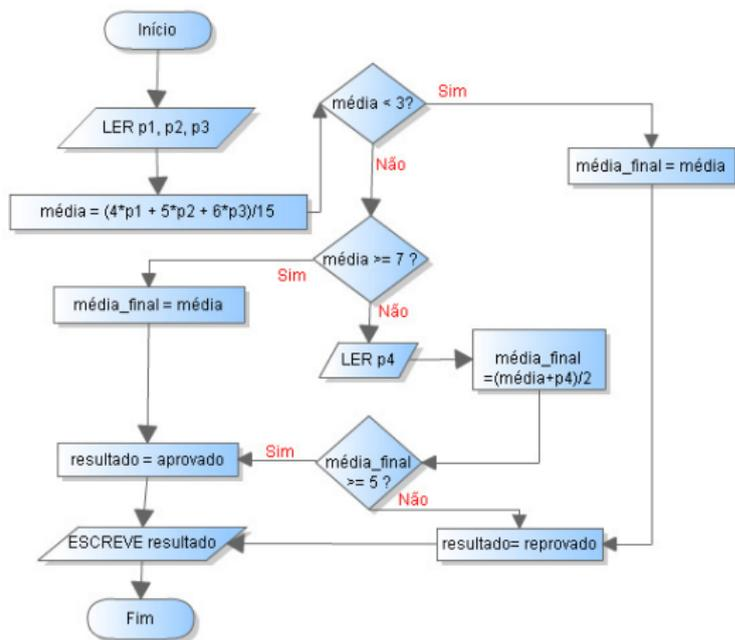 Início
LER p1, p2, p3
média = (4*p1 + 5*p2 + 6*p3)/15
média < 3?
Sim
média_final = média
Não
média >= 7 ?
Sim
média_final = média
Não
LER p4
média_final
=(média+p4)/2
média_final
>= 5 ?
Sim
resultado = aprovado
Não
resultado= reprovado
ESCREVE resultado
Fim